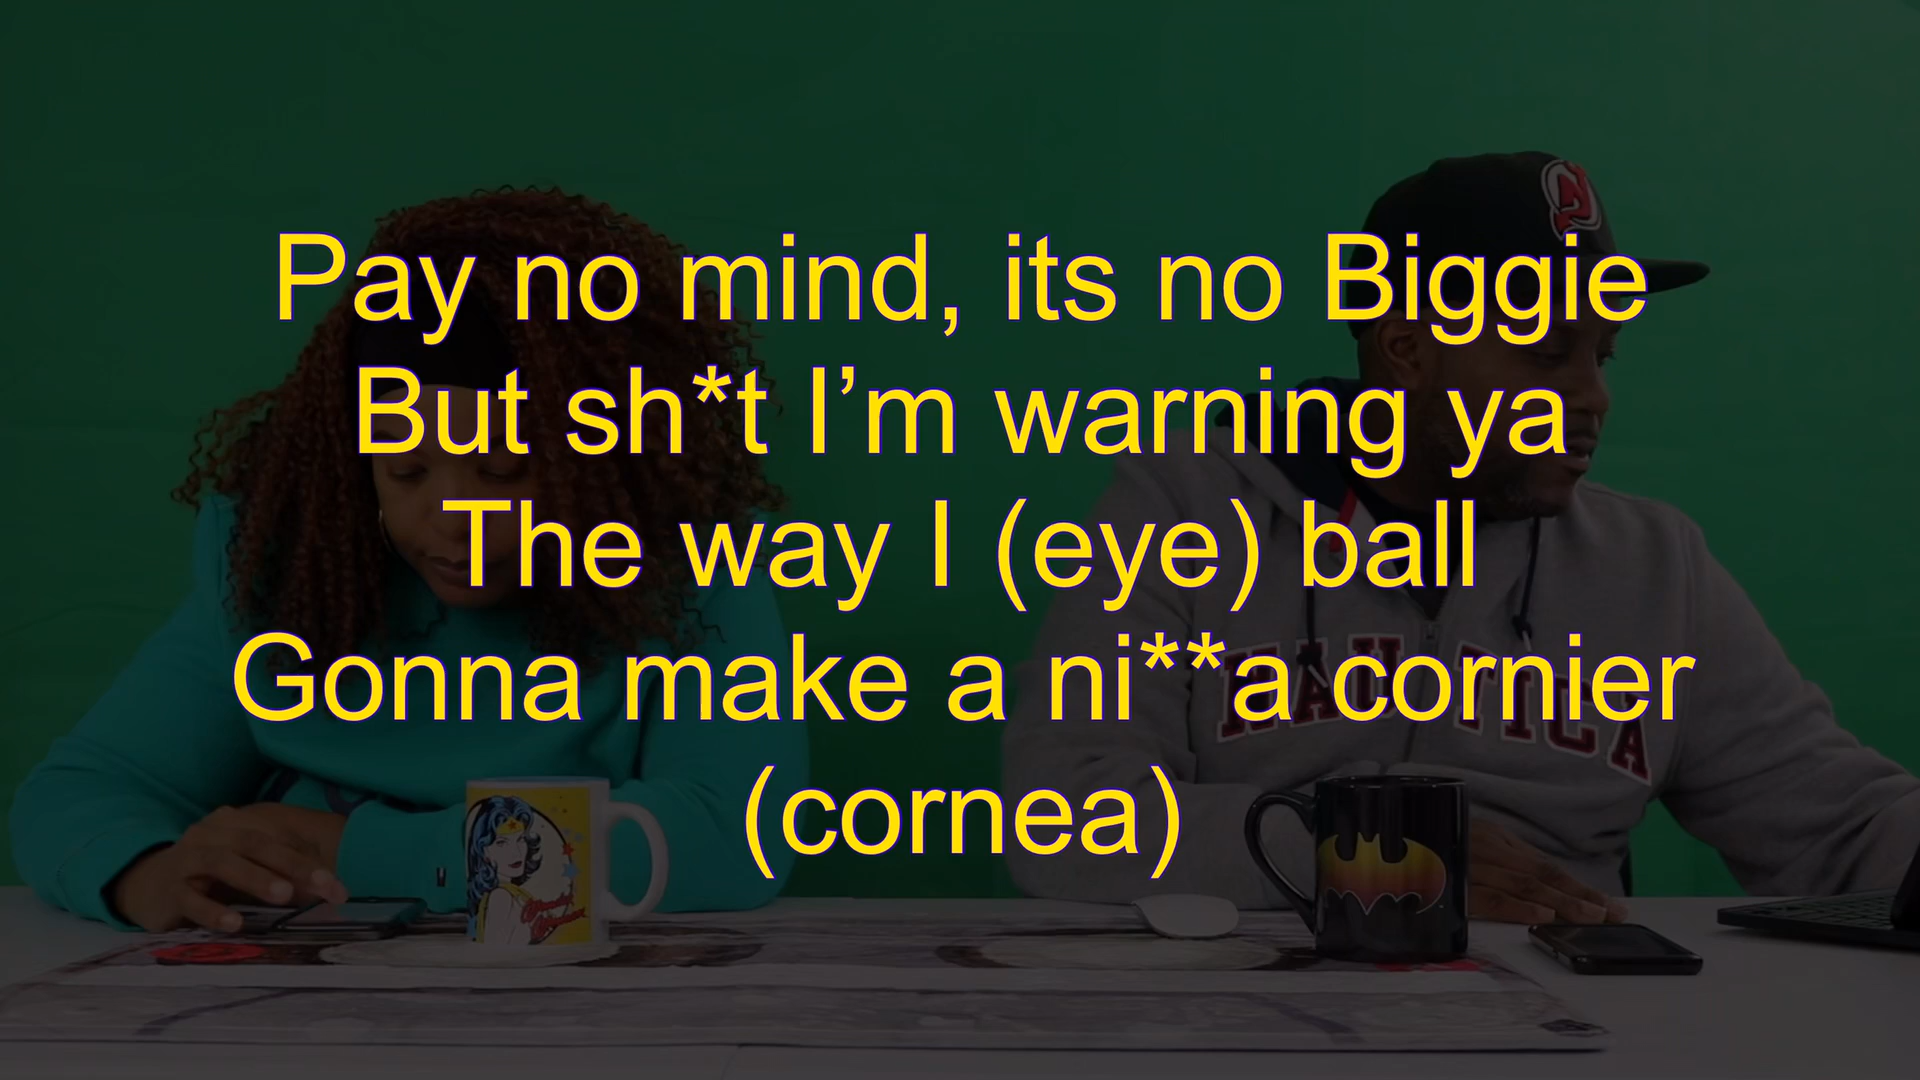 Pay no mind, its no Biggie
But sh*t I’m warning ya
The way I (eye) ball
Gonna make a ni**a cornier
(cornea)
NAUTICA